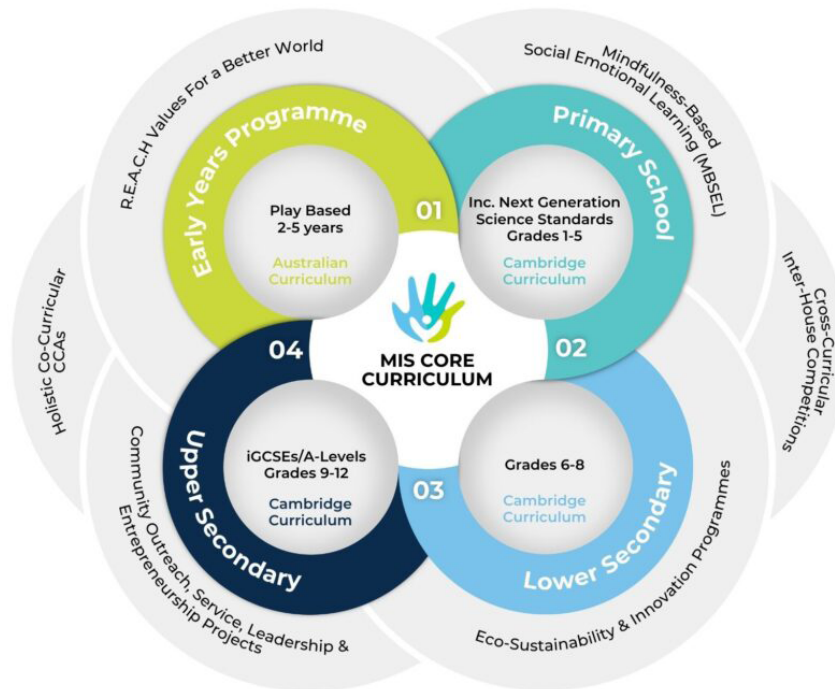 R.E.A.C.H Values For a Better World
Early Years Programme
01
Play Based
2-5 years
Australian
Curriculum
Mindfulness-Based
Social Emotional Learning (MBSEL)
Primary School
02
Inc. Next Generation
Science Standards
Grades 1-5
Cambridge
Curriculum
MIS CORE
CURRICULUM
Holistic Co-Curricular
CCAs
Cross-Curricular
Inter-House Competitions
04
Upper Secondary
iGCSEs/A-Levels
Grades 9-12
Cambridge
Curriculum
Community Outreach, Service, Leadership &
Entrepreneurship Projects
03
Lower Secondary
Grades 6-8
Cambridge
Curriculum
Eco-Sustainability & Innovation Programmes